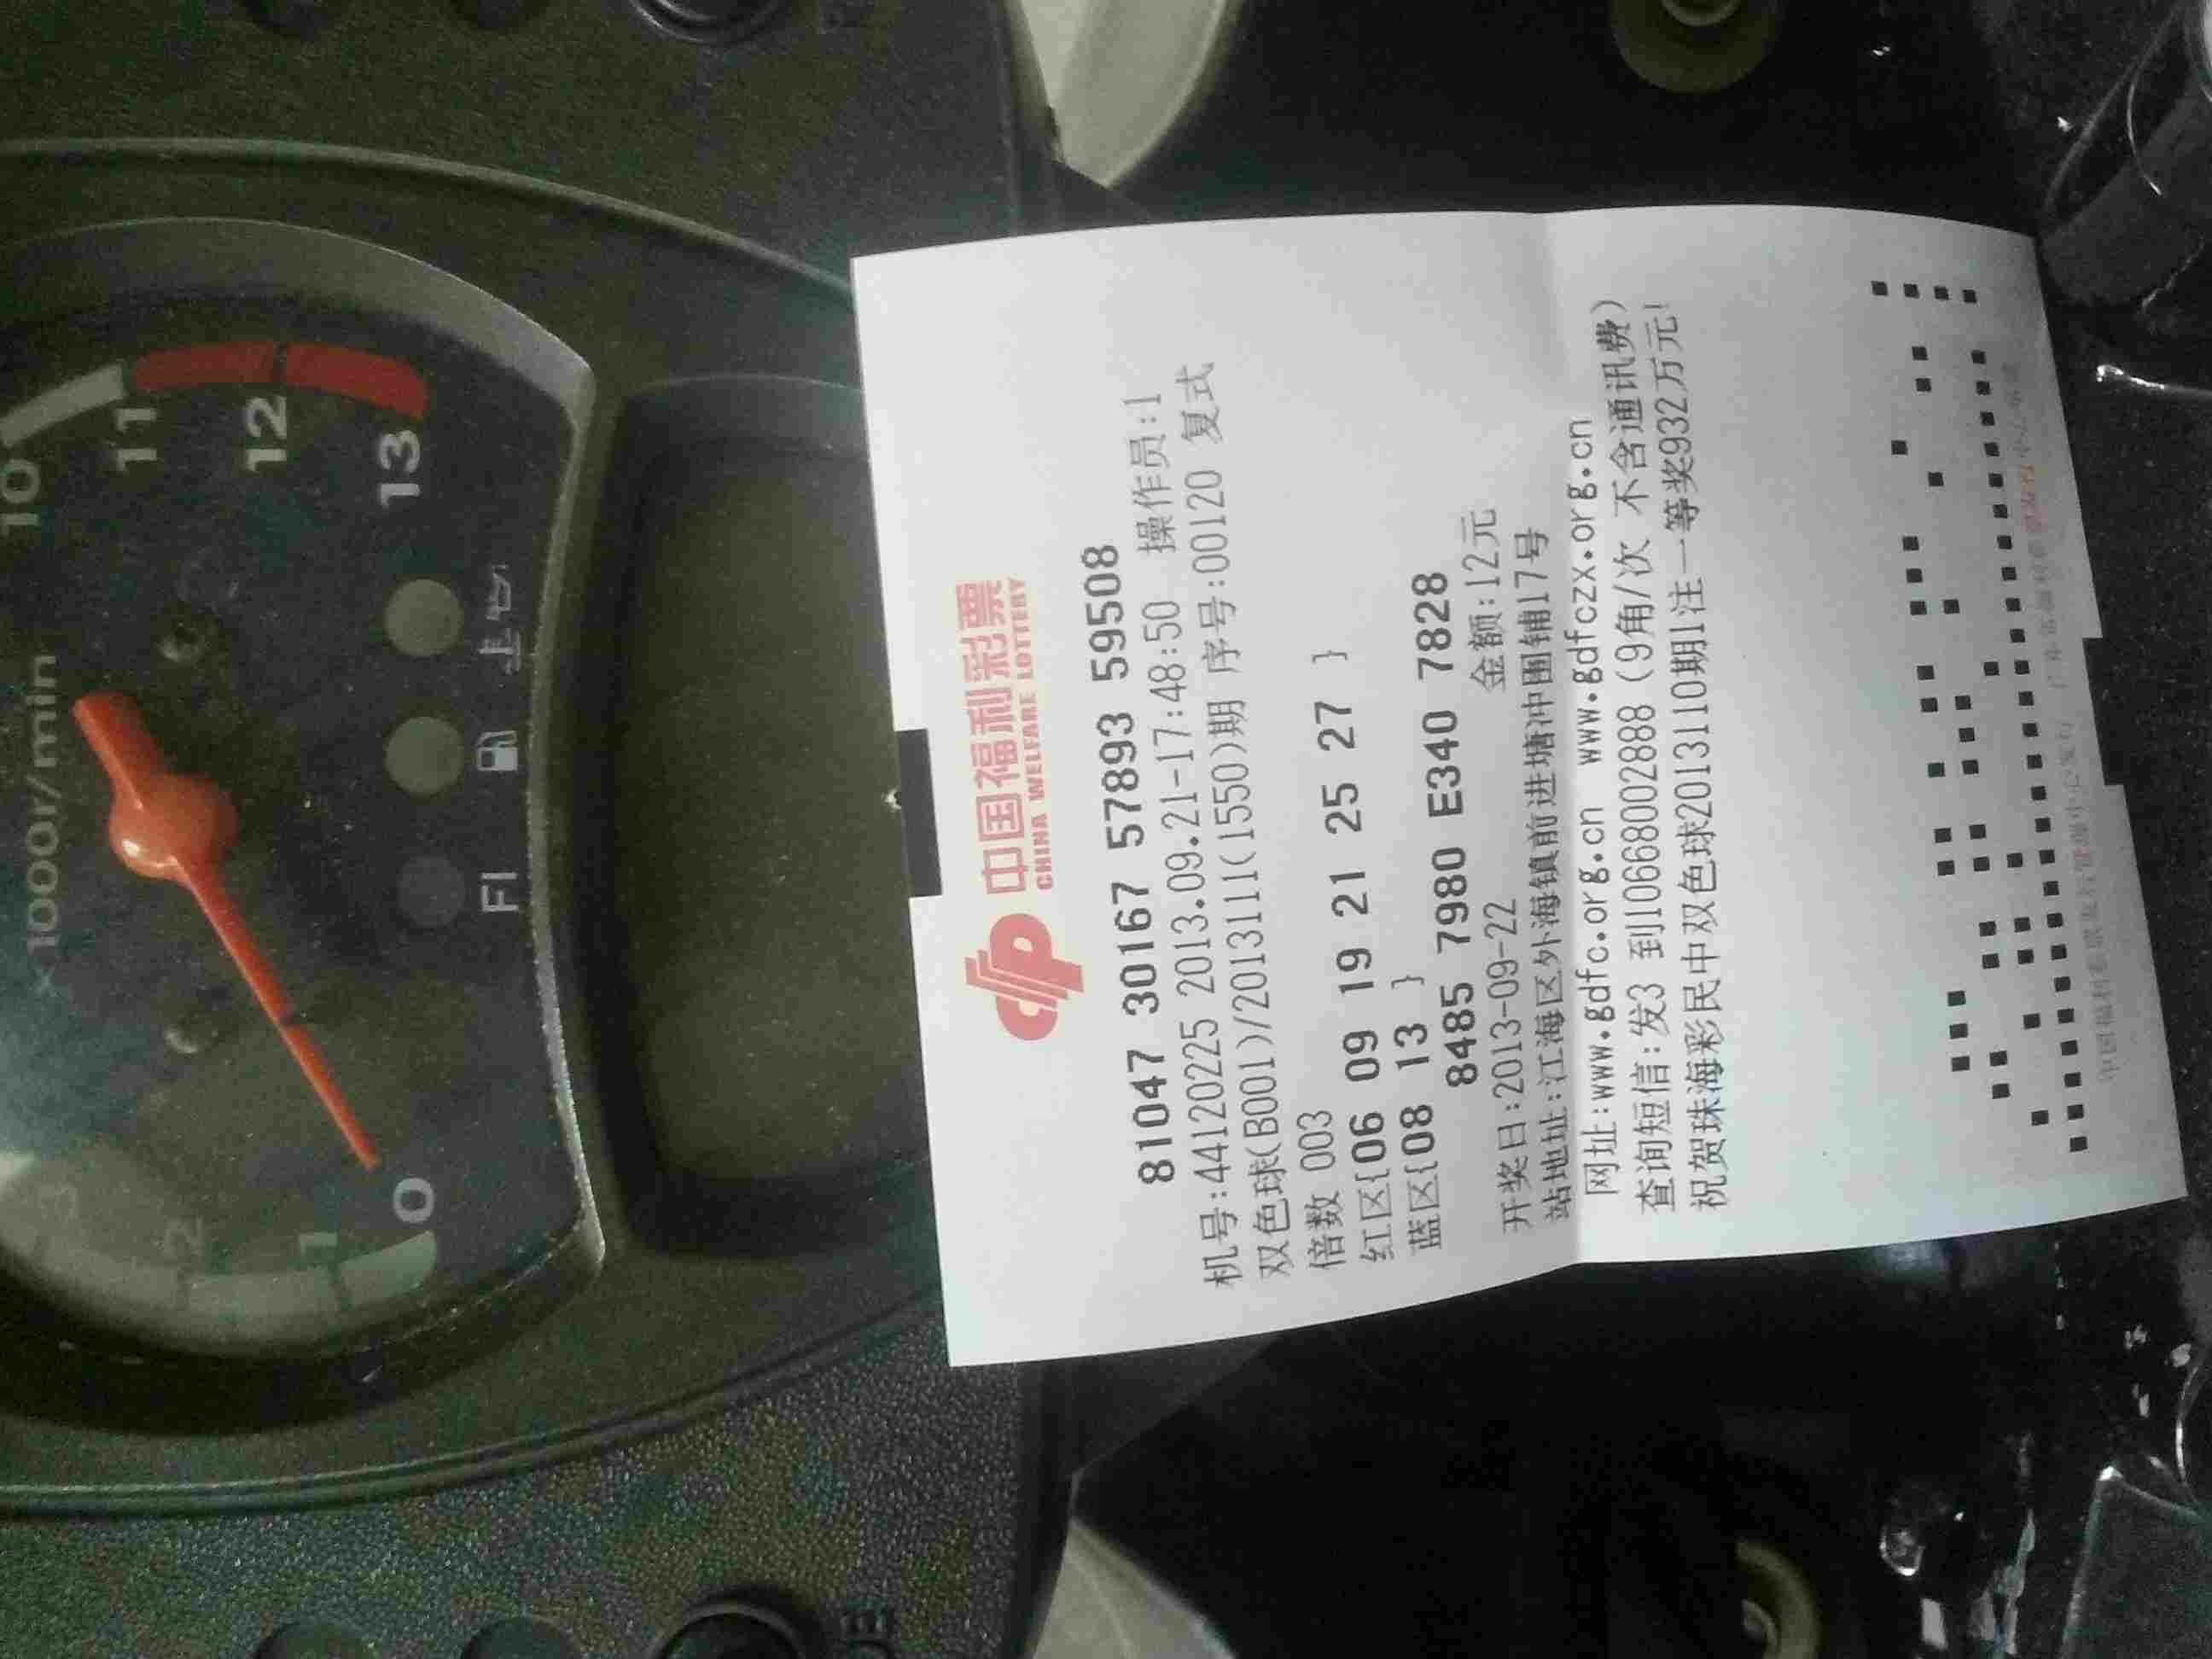 中国福利彩票
CHINA WELFARE LOTTERY
81047 30167 57893 59508
机号:44120225 2013.09.21-17:48:50 操作员:1
双色球(B001)/2013111(1550)期 序号:00120 复式
倍数 003
红区{06 09 19 21 25 27 }
蓝区{08 13 }
8485 7980 E340 7828
开奖日:2013-09-22 金额:12元
站地址:江海区外海镇前进塘冲围铺17号
网址:www.gdfc.org.cn www.gdfczx.org.cn
查询短信:发3 到10668002888 (9角/次 不含通讯费)
祝贺珠海彩民中双色球2013110期1注一等奖932万元!
x1000r/min
0
1
2
3
10
11
12
13
FI